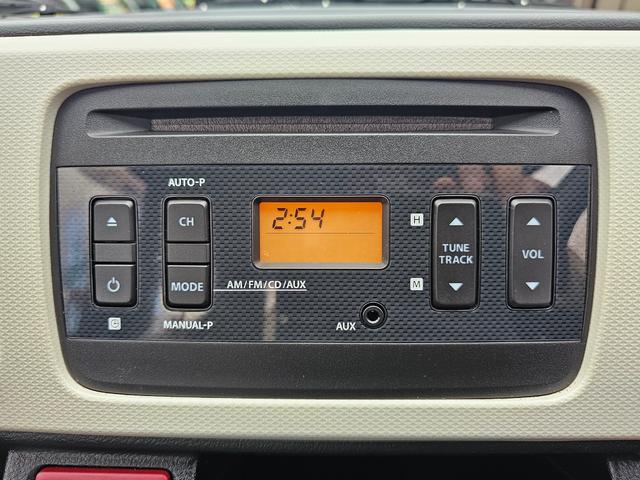 AUTO-P
CH
2:54
H
TUNE
TRACK
VOL
MODE
AM/FM/CD/AUX
M
C
MANUAL-P
AUX